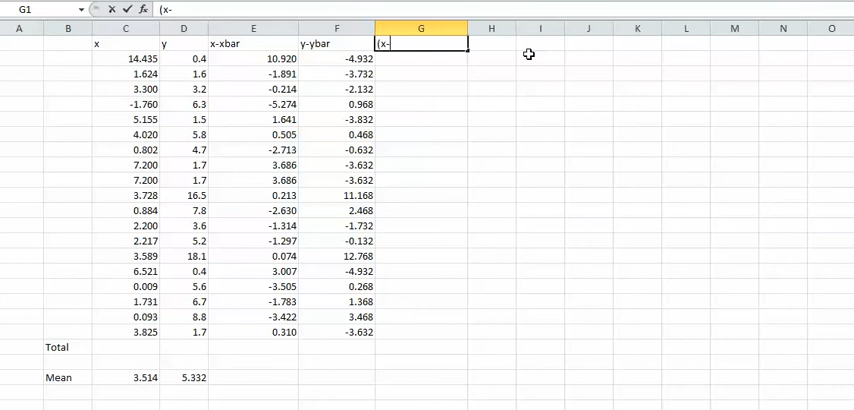 G1 fx (x-
A B C D E F G H I J K L M N O
x y x-xbar y-ybar (x-
14.435 0.4 10.920 -4.932
1.624 1.6 -1.891 -3.732
3.300 3.2 -0.214 -2.132
-1.760 6.3 -5.274 0.968
5.155 1.5 1.641 -3.832
4.020 5.8 0.505 0.468
0.802 4.7 -2.713 -0.632
7.200 1.7 3.686 -3.632
7.200 1.7 3.686 -3.632
3.728 16.5 0.213 11.168
0.884 7.8 -2.630 2.468
2.200 3.6 -1.314 -1.732
2.217 5.2 -1.297 -0.132
3.589 18.1 0.074 12.768
6.521 0.4 3.007 -4.932
0.009 5.6 -3.505 0.268
1.731 6.7 -1.783 1.368
0.093 8.8 -3.422 3.468
3.825 1.7 0.310 -3.632
Total
Mean 3.514 5.332